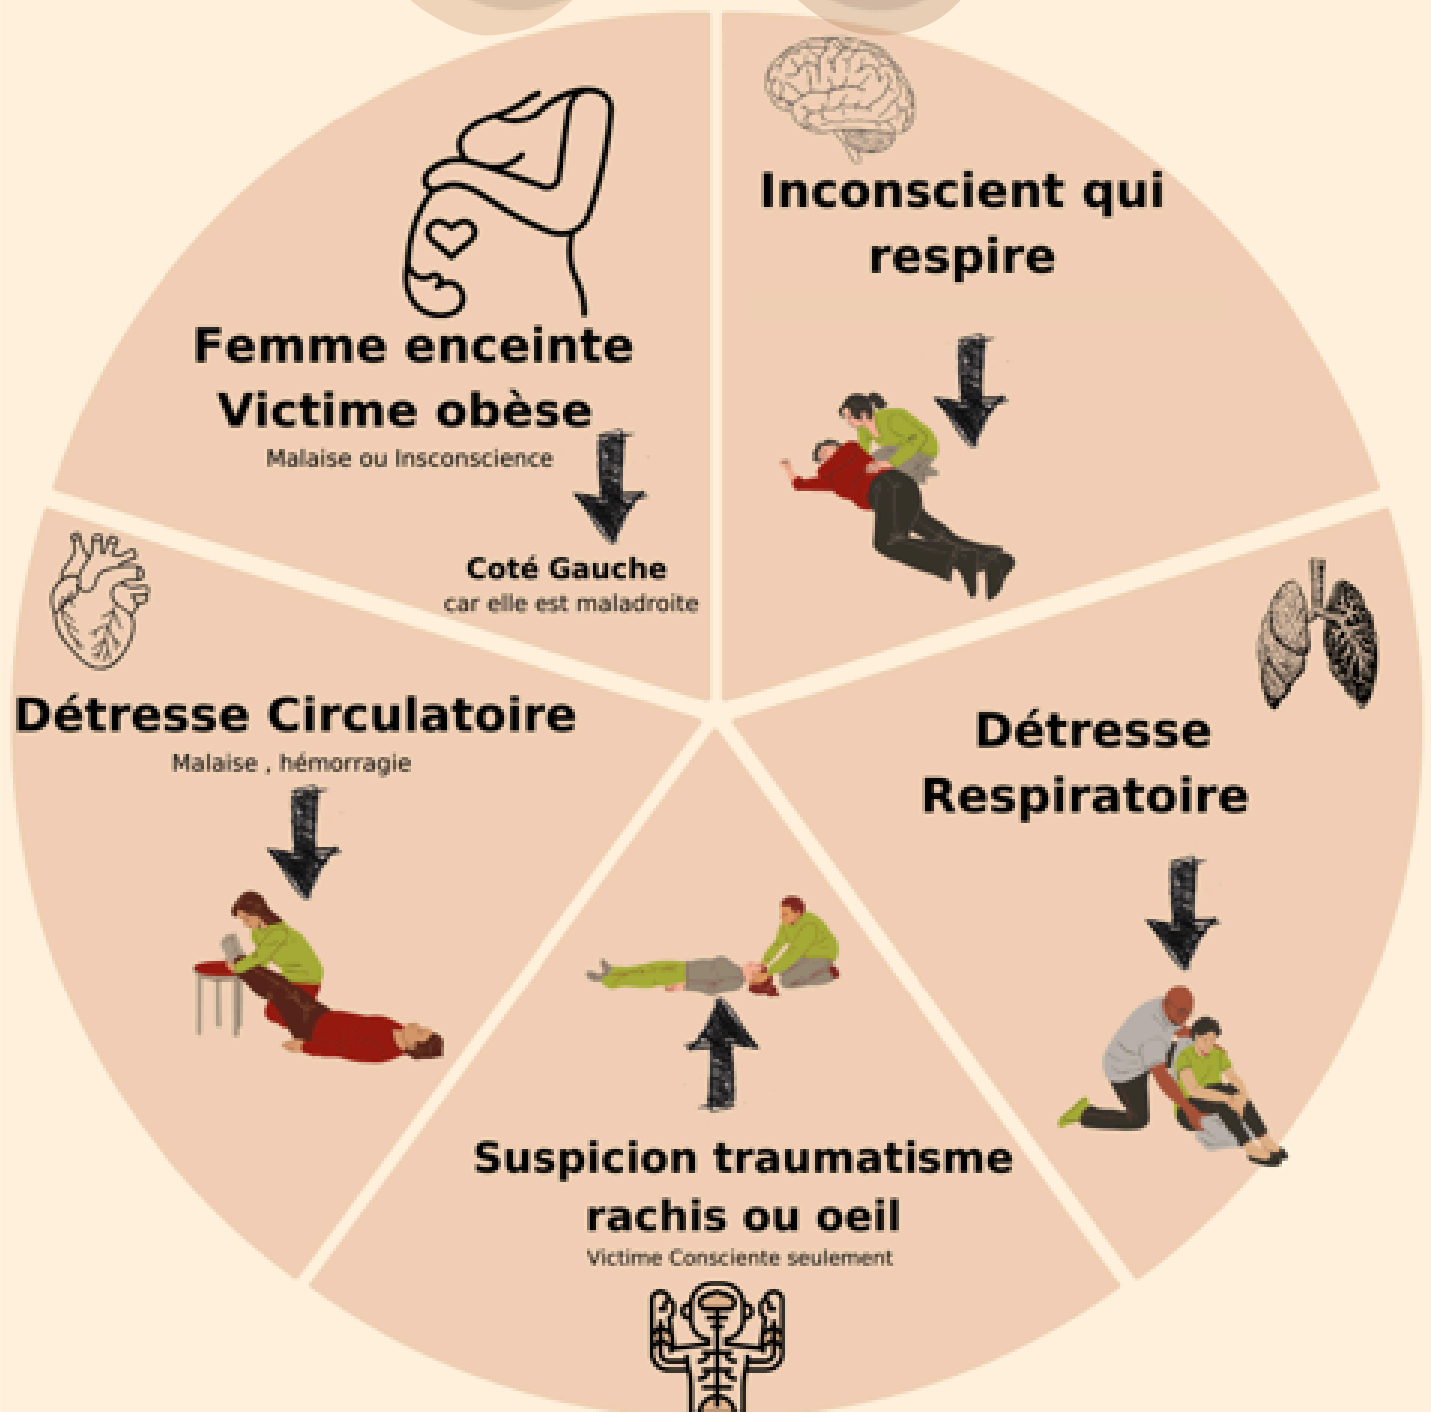 Femme enceinte
Victime obèse
Malaise ou Insconscience
Coté Gauche
car elle est maladroite
Inconscient qui
respire
Détresse Circulatoire
Malaise , hémorragie
Détresse
Respiratoire
Suspicion traumatisme
rachis ou oeil
Victime Consciente seulement